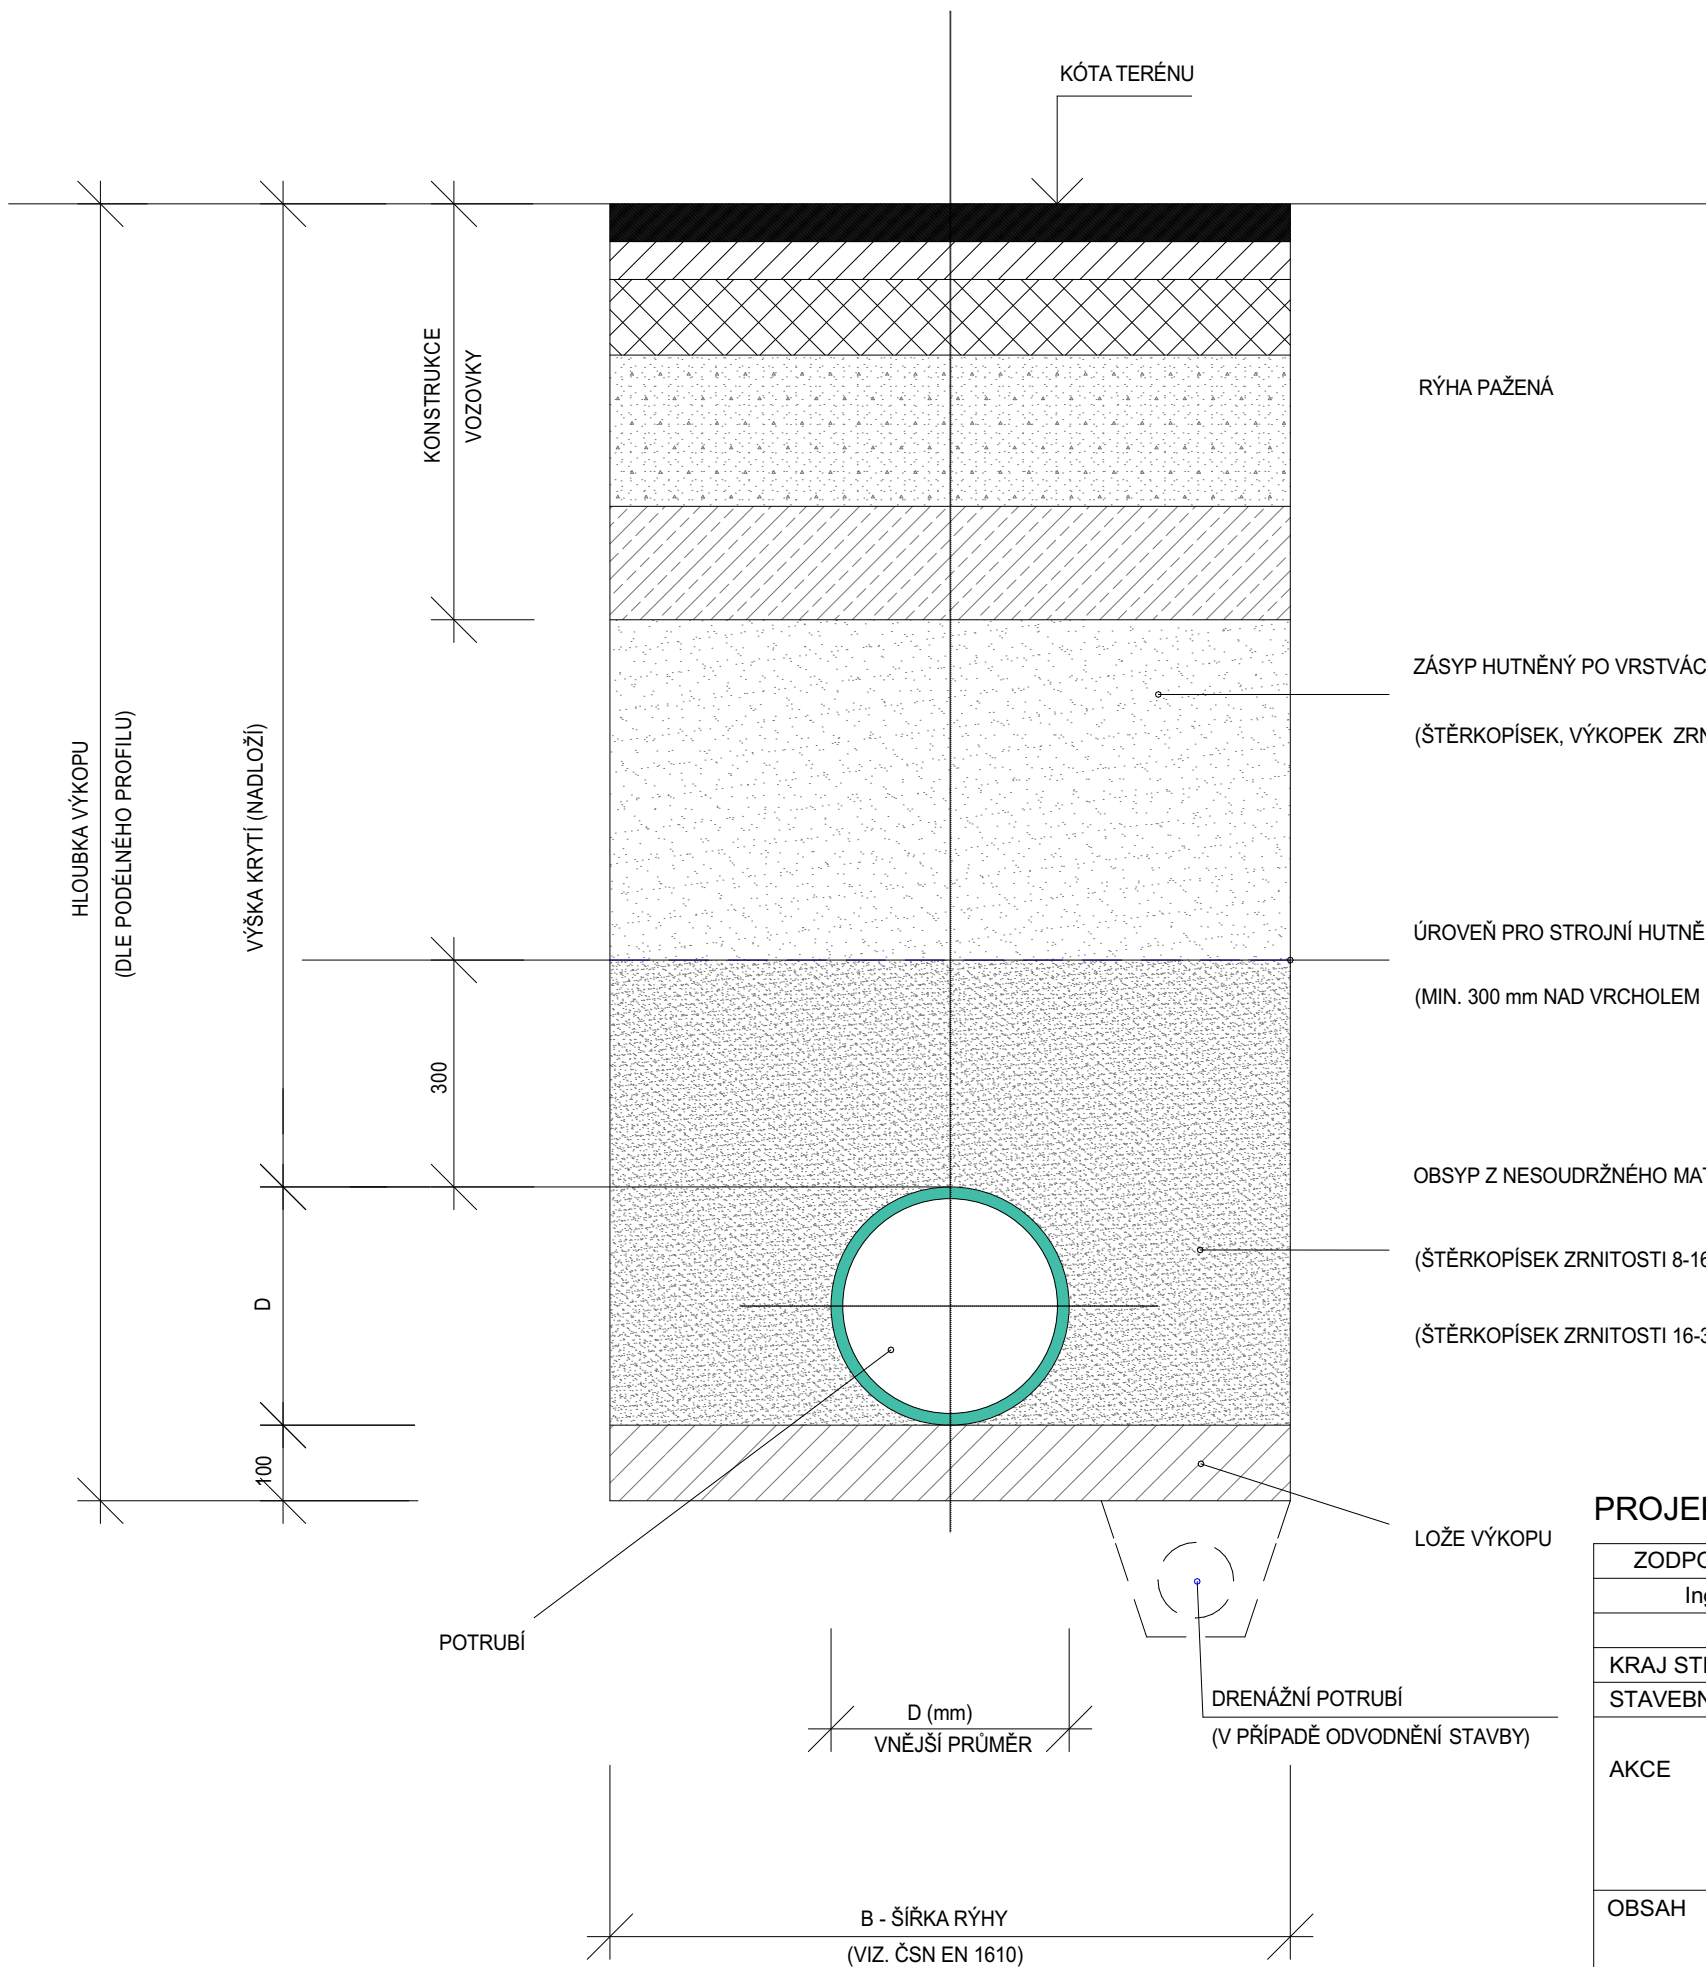 KÓTA TERÉNU
KONSTRUKCE
VOZOVKY
RÝHA PAŽENÁ
HLOUBKA VÝKOPU
(DLE PODÉLNÉHO PROFILU)
VÝŠKA KRYTÍ (NADLOŽÍ)
ZÁSYP HUTNĚNÝ PO VRSTVÁC
(ŠTĚRKOPÍSEK, VÝKOPEK ZRN
ÚROVEŇ PRO STROJNÍ HUTNĚ
(MIN. 300 mm NAD VRCHOLEM
300
OBSYP Z NESOUDRŽNÉHO MAT
(ŠTĚRKOPÍSEK ZRNITOSTI 8-16
D
(ŠTĚRKOPÍSEK ZRNITOSTI 16-3
100
LOŽE VÝKOPU
PROJE
ZODPO
Ing
POTRUBÍ
KRAJ STŘ
STAVEBN
DRENÁŽNÍ POTRUBÍ
(V PŘÍPADĚ ODVODNĚNÍ STAVBY)
D (mm)
VNĚJŠÍ PRŮMĚR
AKCE
OBSAH
B - ŠÍŘKA RÝHY
(VIZ. ČSN EN 1610)